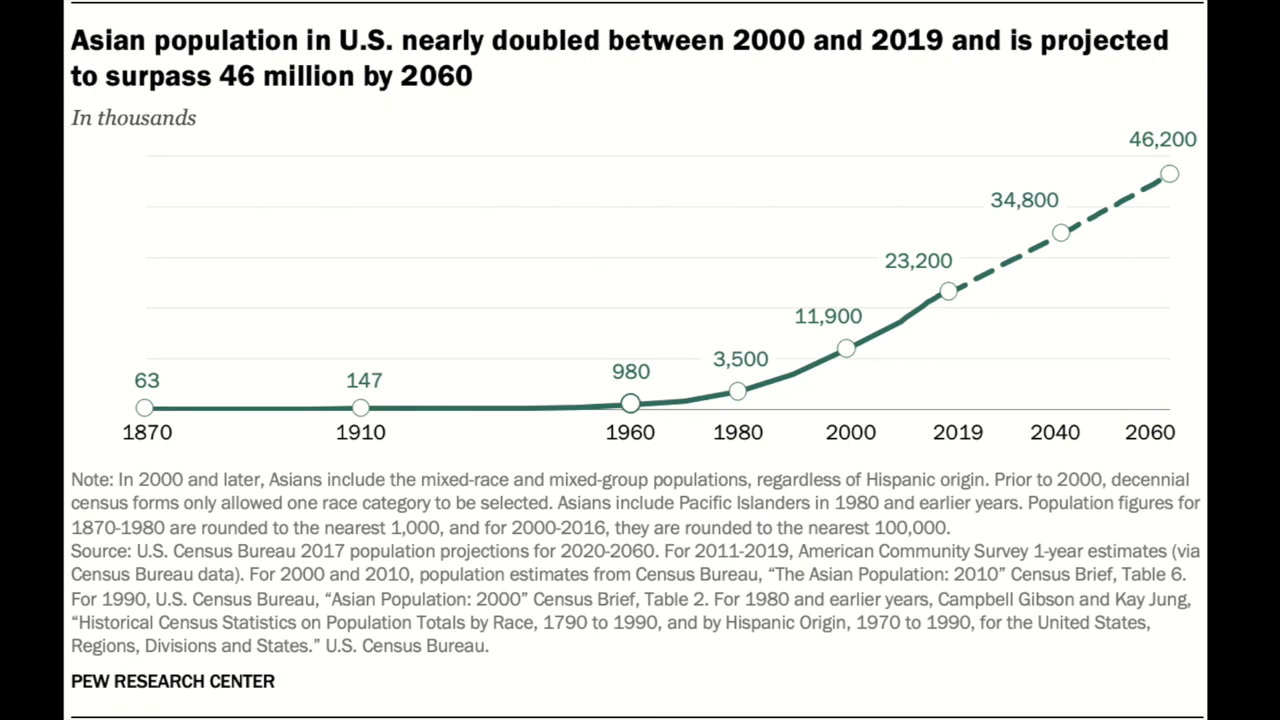 Asian population in U.S. nearly doubled between 2000 and 2019 and is projected
to surpass 46 million by 2060
In thousands
46,200
34,800
23,200
11,900
3,500
980
147
63
1870 1910 1960 1980 2000 2019 2040 2060
Note: In 2000 and later, Asians include the mixed-race and mixed-group populations, regardless of Hispanic origin. Prior to 2000, decennial
census forms only allowed one race category to be selected. Asians include Pacific Islanders in 1980 and earlier years. Population figures for
1870-1980 are rounded to the nearest 1,000, and for 2000-2016, they are rounded to the nearest 100,000.
Source: U.S. Census Bureau 2017 population projections for 2020-2060. For 2011-2019, American Community Survey 1-year estimates (via
Census Bureau data). For 2000 and 2010, population estimates from Census Bureau, “The Asian Population: 2010” Census Brief, Table 6.
For 1990, U.S. Census Bureau, “Asian Population: 2000” Census Brief, Table 2. For 1980 and earlier years, Campbell Gibson and Kay Jung,
“Historical Census Statistics on Population Totals by Race, 1790 to 1990, and by Hispanic Origin, 1970 to 1990, for the United States,
Regions, Divisions and States.” U.S. Census Bureau.
PEW RESEARCH CENTER